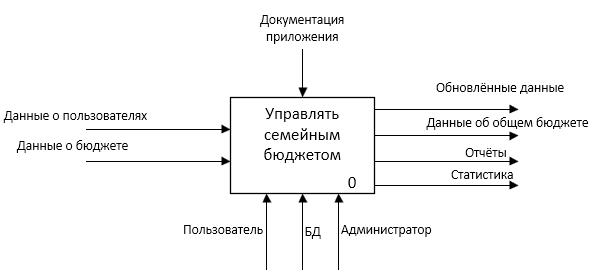 Документация
приложения
Данные о пользователях
Данные о бюджете
Управлять
семейным
бюджетом
0
Обновлённые данные
Данные об общем бюджете
Отчёты
Статистика
Пользователь
БД
Администратор